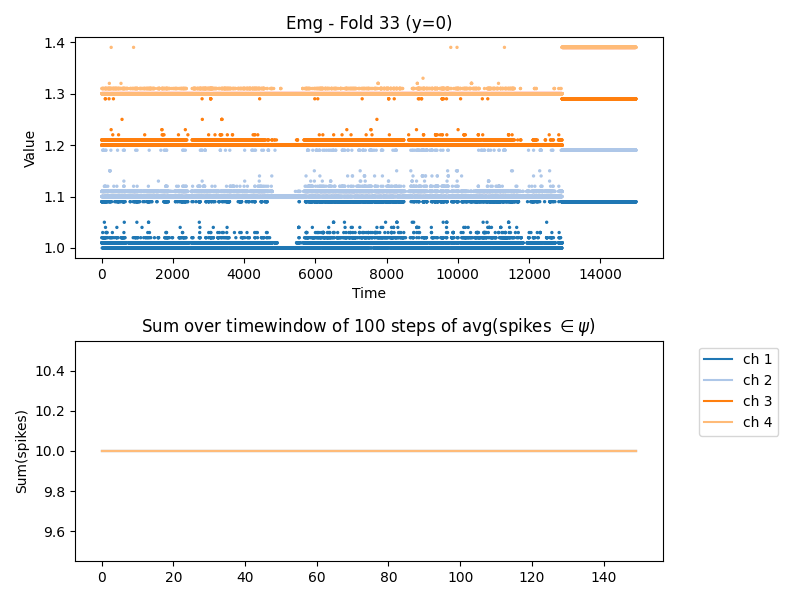 Emg - Fold 33 (y=0)
Value
1.4
1.3
1.2
1.1
1.0
0 2000 4000 6000 8000 10000 12000 14000
Time
Sum over timewindow of 100 steps of avg(spikes ∈ψ)
Sum(spikes)
10.4
10.2
10.0
9.8
9.6
0 20 40 60 80 100 120 140
ch 1
ch 2
ch 3
ch 4